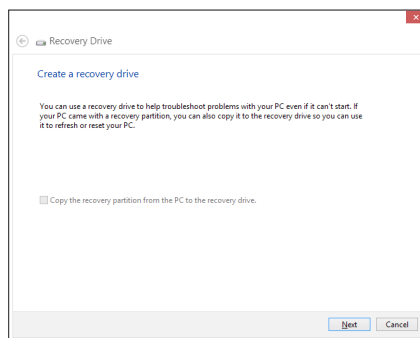 Recovery Drive
Create a recovery drive
You can use a recovery drive to help troubleshoot problems with your PC even if it can't start. If
your PC came with a recovery partition, you can also copy it to the recovery drive so you can use
it to refresh or reset your PC.
Copy the recovery partition from the PC to the recovery drive.
Next Cancel